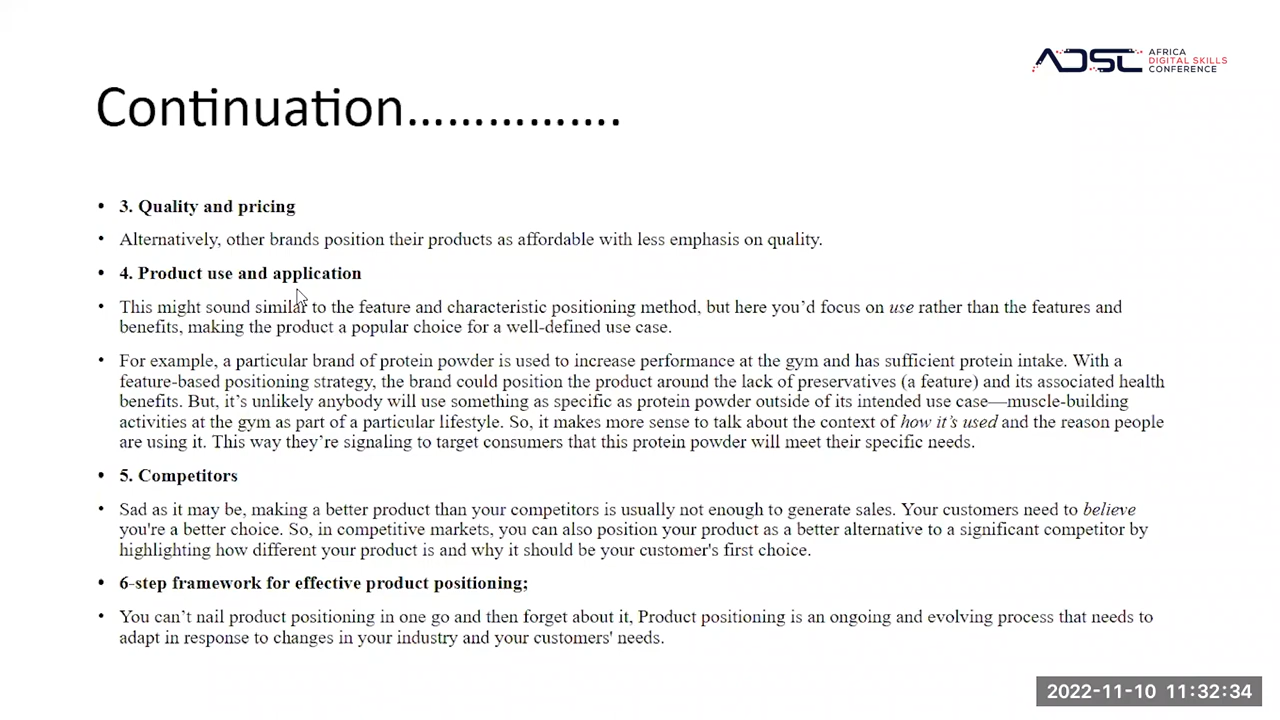 ADSC AFRICA
DIGITAL SKILLS
CONFERENCE
Continuation................
• 3. Quality and pricing
• Alternatively, other brands position their products as affordable with less emphasis on quality.
• 4. Product use and application
• This might sound similar to the feature and characteristic positioning method, but here you’d focus on use rather than the features and
benefits, making the product a popular choice for a well-defined use case.
• For example, a particular brand of protein powder is used to increase performance at the gym and has sufficient protein intake. With a
feature-based positioning strategy, the brand could position the product around the lack of preservatives (a feature) and its associated health
benefits. But, it’s unlikely anybody will use something as specific as protein powder outside of its intended use case—muscle-building
activities at the gym as part of a particular lifestyle. So, it makes more sense to talk about the context of how it’s used and the reason people
are using it. This way they’re signaling to target consumers that this protein powder will meet their specific needs.
• 5. Competitors
• Sad as it may be, making a better product than your competitors is usually not enough to generate sales. Your customers need to believe
you're a better choice. So, in competitive markets, you can also position your product as a better alternative to a significant competitor by
highlighting how different your product is and why it should be your customer's first choice.
• 6-step framework for effective product positioning;
• You can’t nail product positioning in one go and then forget about it, Product positioning is an ongoing and evolving process that needs to
adapt in response to changes in your industry and your customers' needs.
2022-11-10 11:32:34